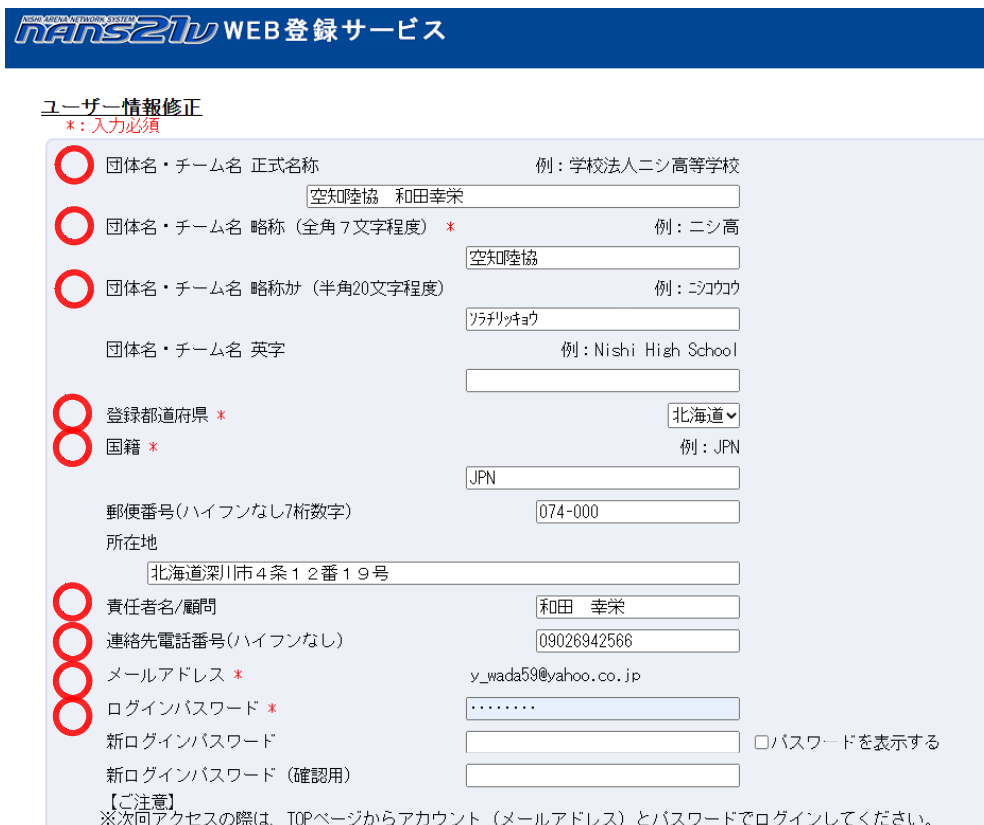 NISHI ARENA NETWORK SYSTEM
nANS21V WEB登録サービス
ユーザー情報修正
*：入力必須
団体名・チーム名 正式名称 例：学校法人ニシ高等学校
空知陸協　和田幸栄
団体名・チーム名 略称（全角７文字程度） * 例：ニシ高
空知陸協
団体名・チーム名 略称ｶﾅ（半角20文字程度） 例：ﾆｼｺｳｺｳ
ｿﾗﾁﾘｯｷｮｳ
団体名・チーム名 英字 例：Nishi High School
登録都道府県 * 北海道
国籍 * 例：JPN
JPN
郵便番号(ハイフンなし7桁数字) 074-000
所在地
北海道深川市４条１２番１９号
責任者名/顧問 和田　幸栄
連絡先電話番号(ハイフンなし) 09026942566
メールアドレス * y_wada59@yahoo.co.jp
ログインパスワード * ········
新ログインパスワード パスワードを表示する
新ログインパスワード（確認用）
【ご注意】
※次回アクセスの際は、TOPページからアカウント（メールアドレス）とパスワードでログインしてください。